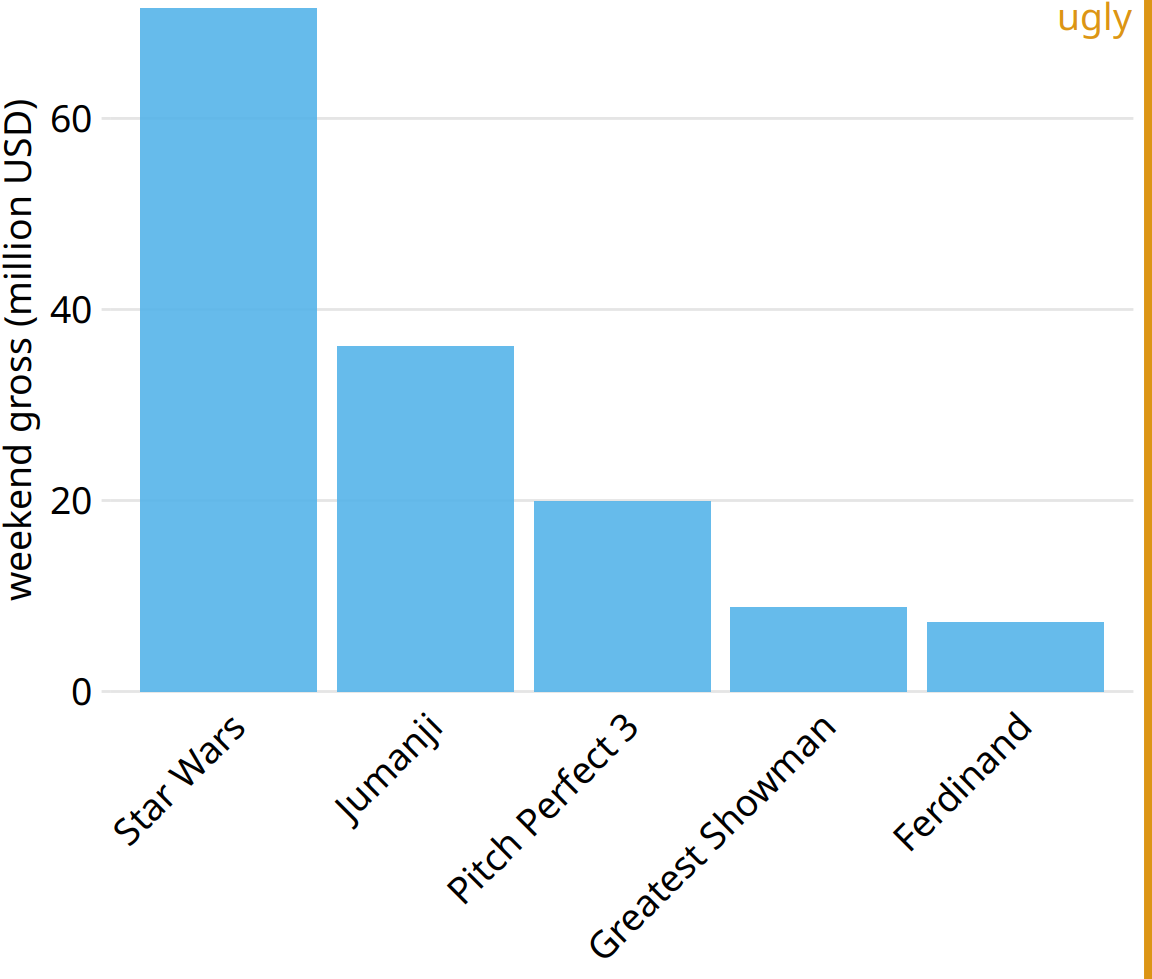 ugly
weekend gross (million USD)
60
40
20
0
Star Wars
Jumanji
Pitch Perfect 3
Greatest Showman
Ferdinand